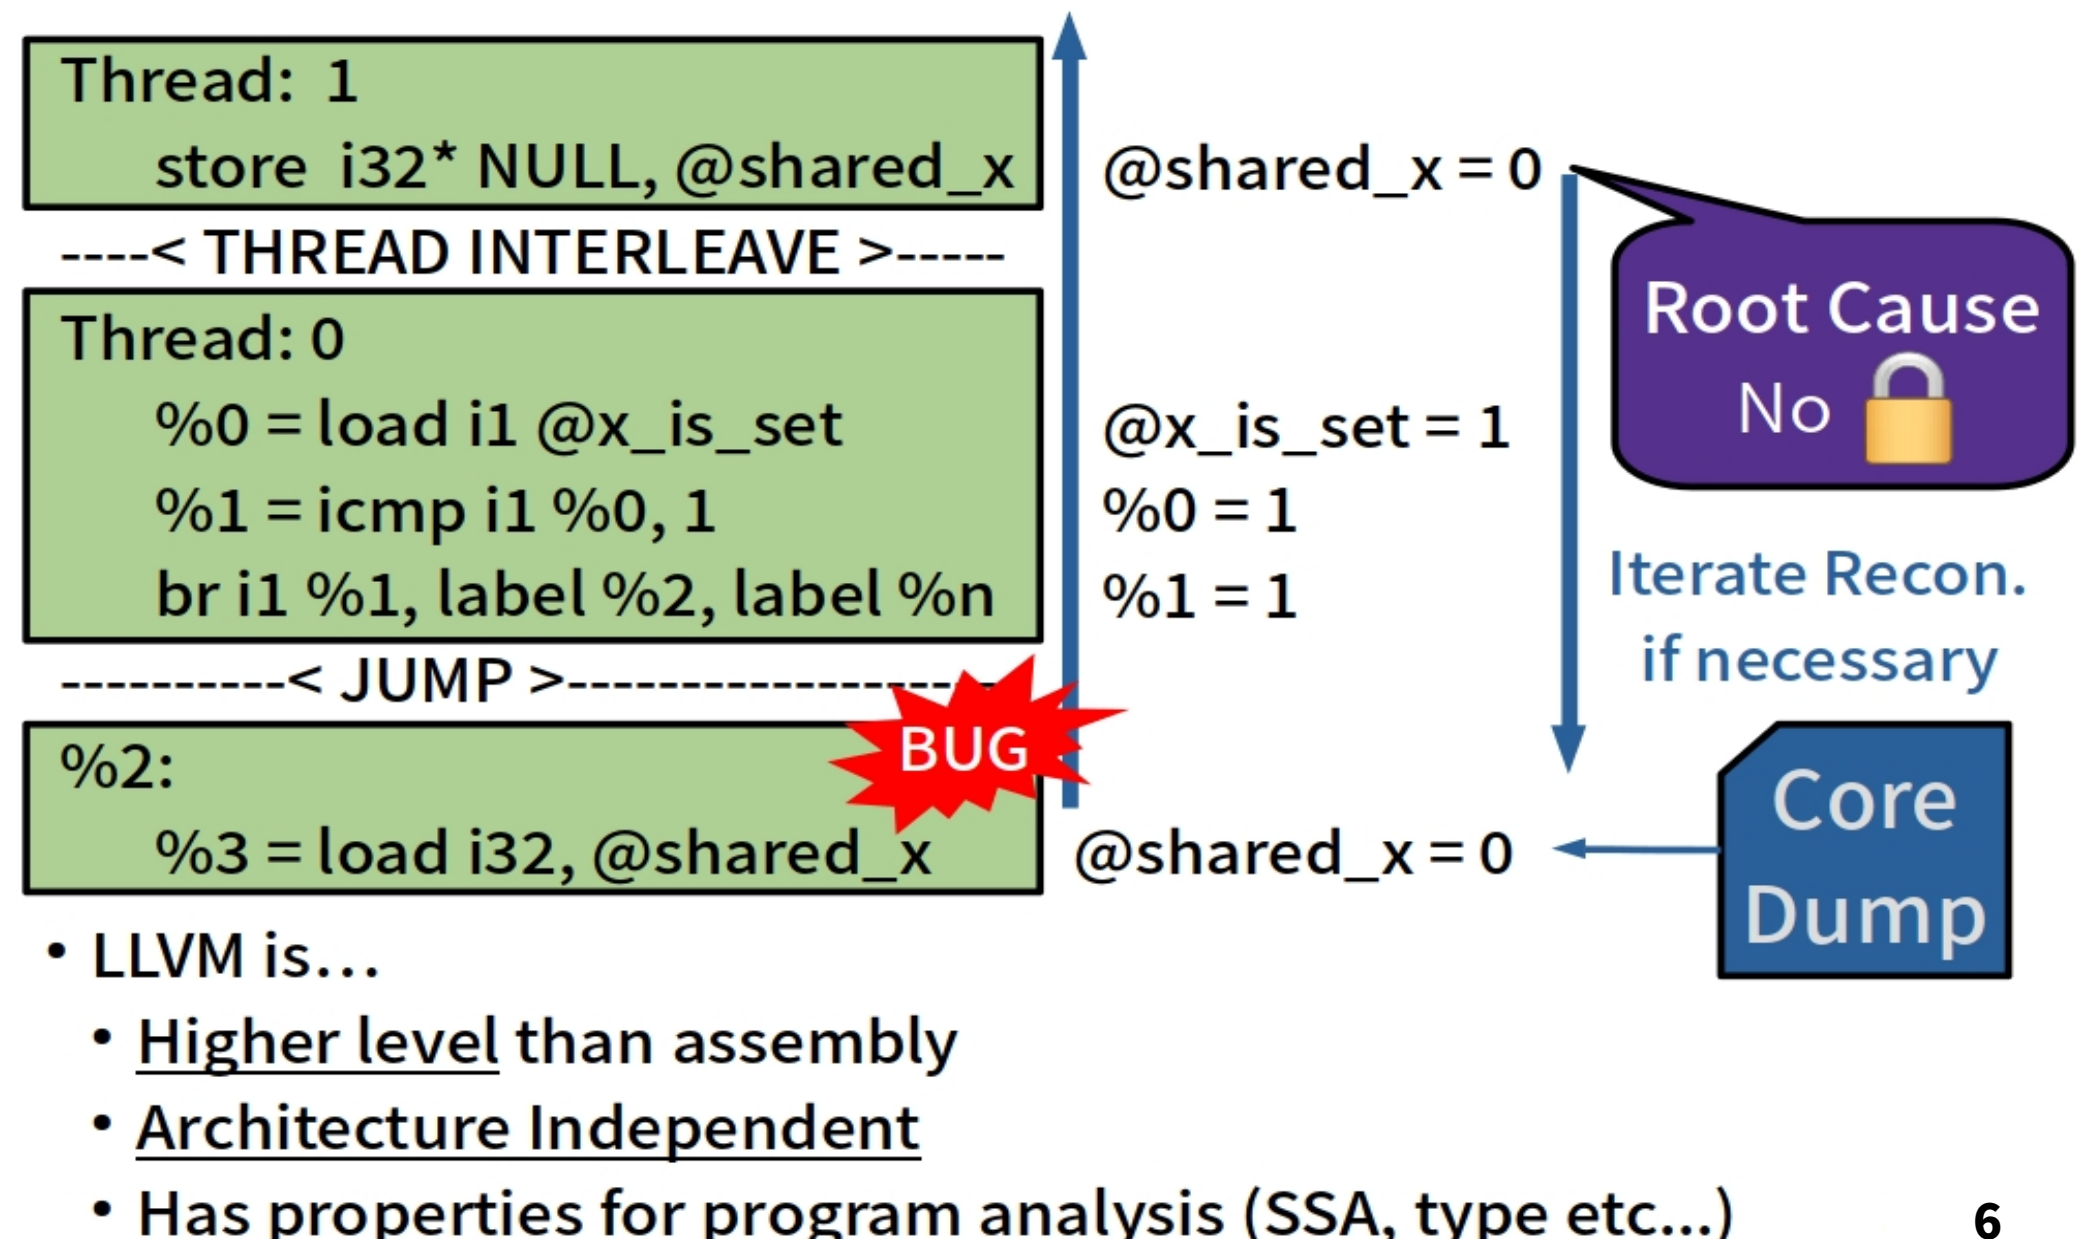 Thread: 1
store i32* NULL, @shared_x
@shared_x = 0
----< THREAD INTERLEAVE >-----
Root Cause
No
Thread: 0
%0 = load i1 @x_is_set
@x_is_set = 1
%1 = icmp i1 %0, 1
%0 = 1
br i1 %1, label %2, label %n
%1 = 1
Iterate Recon.
if necessary
----------< JUMP >-------------------
BUG
%2:
%3 = load i32, @shared_x
@shared_x = 0
Core
Dump
• LLVM is…
• Higher level than assembly
• Architecture Independent
• Has properties for program analysis (SSA, type etc...)
6